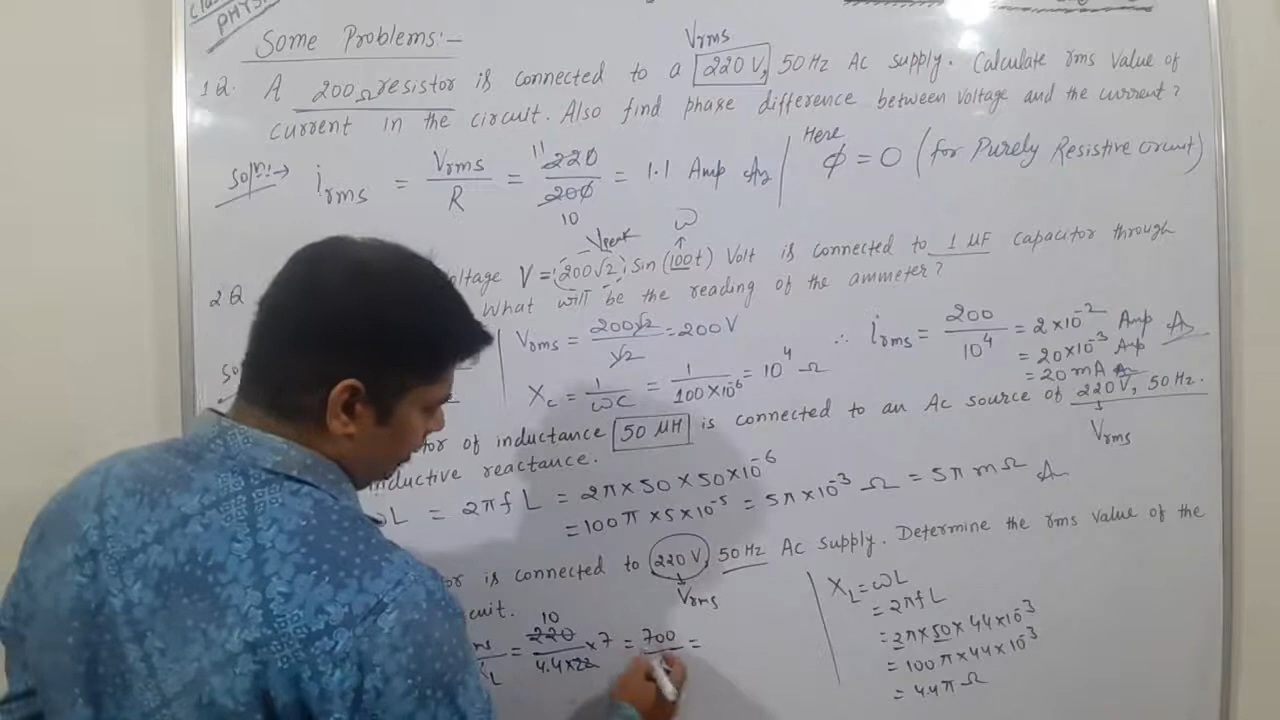 PHYSI
Some Problems:-
1Q. A 200Ω resistor is connected to a 220 V, 50 Hz Ac supply. Calculate rms value of
Vrms
current in the circuit. Also find phase difference between voltage and the current?
Soln:→ irms = Vrms/R = 220/200 = 1.1 Amp
11
10
Here
φ = 0 (for Purely Resistive circuit)
2Q oltage V = 200√2 Sin (100t) Volt is connected to 1 μF capacitor through
Vpeak
ω
What will be the reading of the ammeter?
So
Vrms = 200√2/√2 = 200V
Xc = 1/ωC = 1/100×10⁻⁶ = 10⁴ Ω
∴ irms = 200/10⁴ = 2×10⁻² Amp
= 20×10⁻³ Amp
= 20 mA
tor of inductance 50 μH is connected to an Ac source of 220V, 50 Hz.
Vrms
nductive reactance.
ωL = 2πfL = 2π×50×50×10⁻⁶
= 100π×5×10⁻⁵ = 5π×10⁻³ Ω = 5π mΩ
or is connected to 220 V, 50 Hz Ac supply. Determine the rms value of the
Vrms
cuit.
ms/XL = 220/4.4×22 ×7 = 700/ =
10
XL = ωL
= 2πfL
= 2π×50×44×10⁻³
= 100π×44×10⁻³
= 4.4π Ω